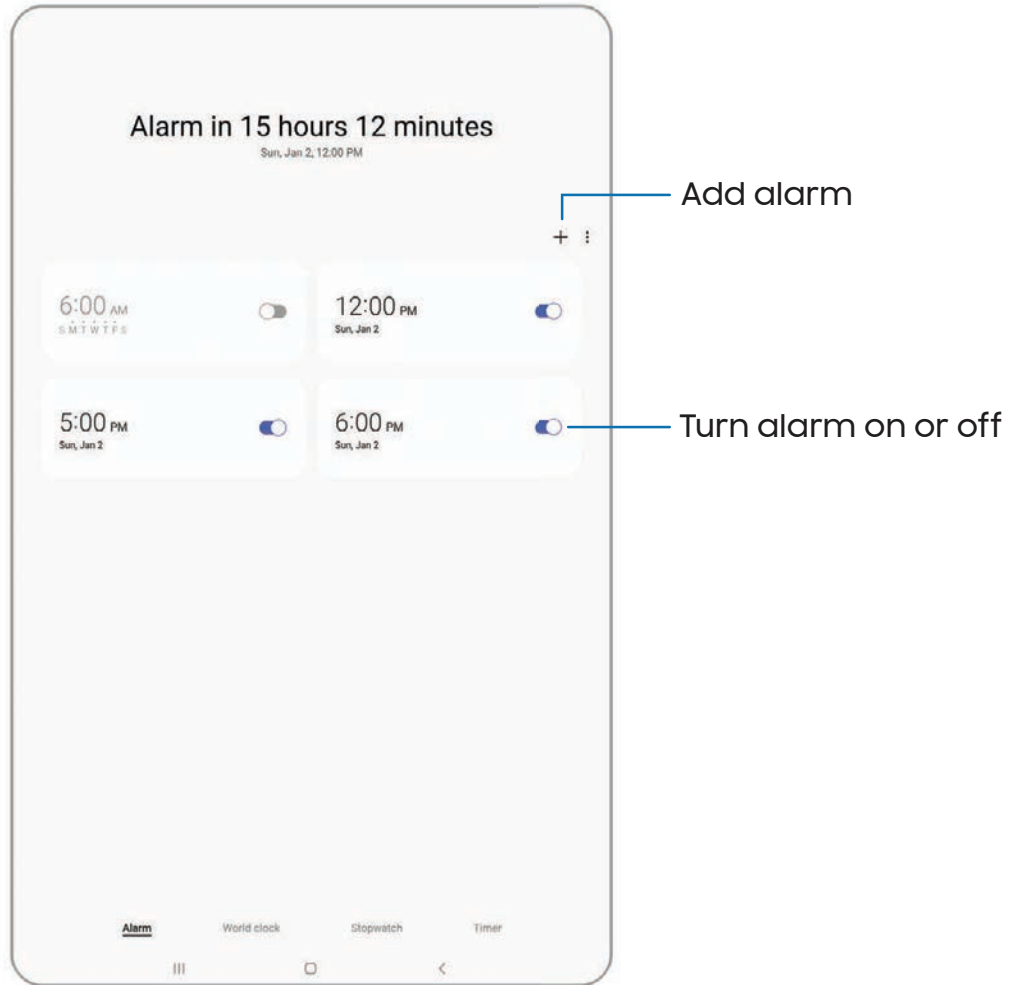 Alarm in 15 hours 12 minutes
Sun, Jan 2, 12:00 PM
Add alarm
+
6:00 AM
S M T W T F S
12:00 PM
Sun, Jan 2
5:00 PM
Sun, Jan 2
6:00 PM
Sun, Jan 2
Turn alarm on or off
Alarm World clock Stopwatch Timer